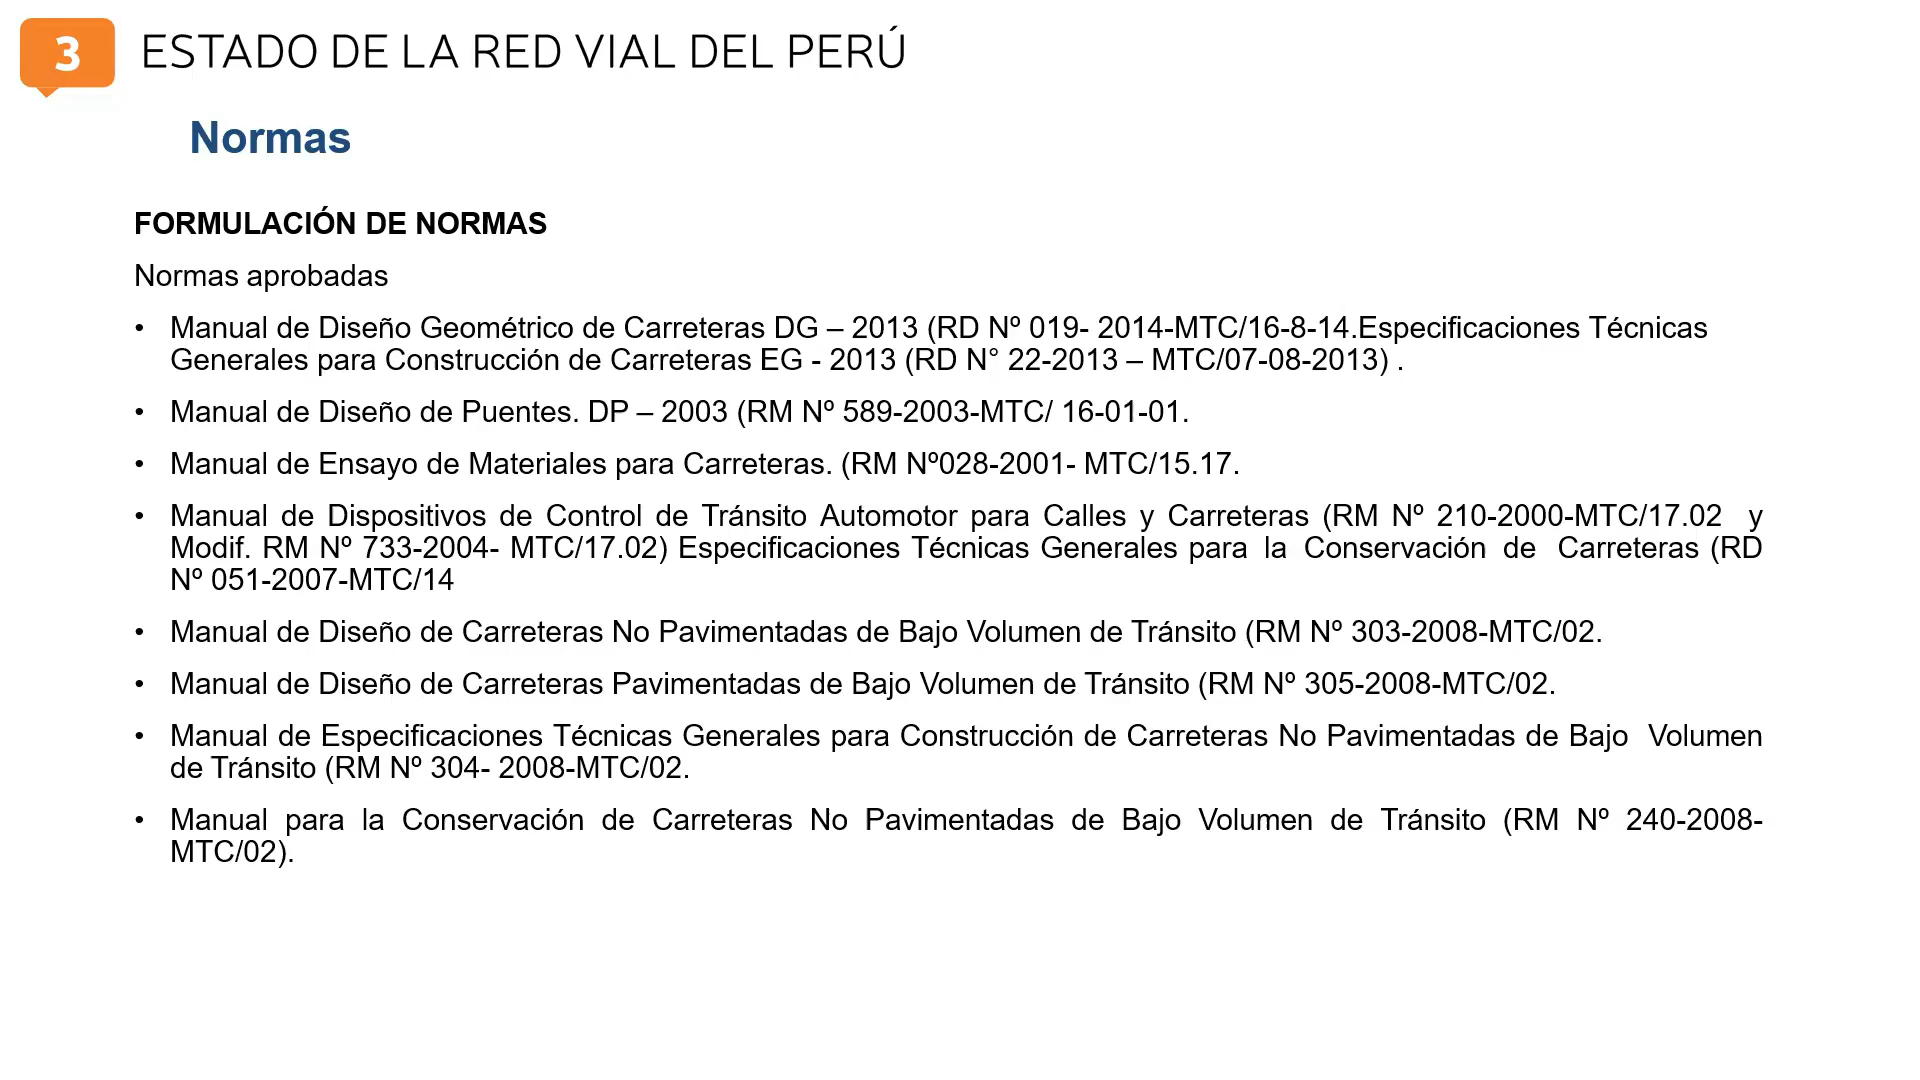 3 ESTADO DE LA RED VIAL DEL PERÚ
Normas
FORMULACIÓN DE NORMAS
Normas aprobadas
• Manual de Diseño Geométrico de Carreteras DG – 2013 (RD Nº 019- 2014-MTC/16-8-14.Especificaciones Técnicas
Generales para Construcción de Carreteras EG - 2013 (RD N° 22-2013 – MTC/07-08-2013) .
• Manual de Diseño de Puentes. DP – 2003 (RM Nº 589-2003-MTC/ 16-01-01.
• Manual de Ensayo de Materiales para Carreteras. (RM Nº028-2001- MTC/15.17.
• Manual de Dispositivos de Control de Tránsito Automotor para Calles y Carreteras (RM Nº 210-2000-MTC/17.02 y
Modif. RM Nº 733-2004- MTC/17.02) Especificaciones Técnicas Generales para la Conservación de Carreteras (RD
Nº 051-2007-MTC/14
• Manual de Diseño de Carreteras No Pavimentadas de Bajo Volumen de Tránsito (RM Nº 303-2008-MTC/02.
• Manual de Diseño de Carreteras Pavimentadas de Bajo Volumen de Tránsito (RM Nº 305-2008-MTC/02.
• Manual de Especificaciones Técnicas Generales para Construcción de Carreteras No Pavimentadas de Bajo Volumen
de Tránsito (RM Nº 304- 2008-MTC/02.
• Manual para la Conservación de Carreteras No Pavimentadas de Bajo Volumen de Tránsito (RM Nº 240-2008-
MTC/02).